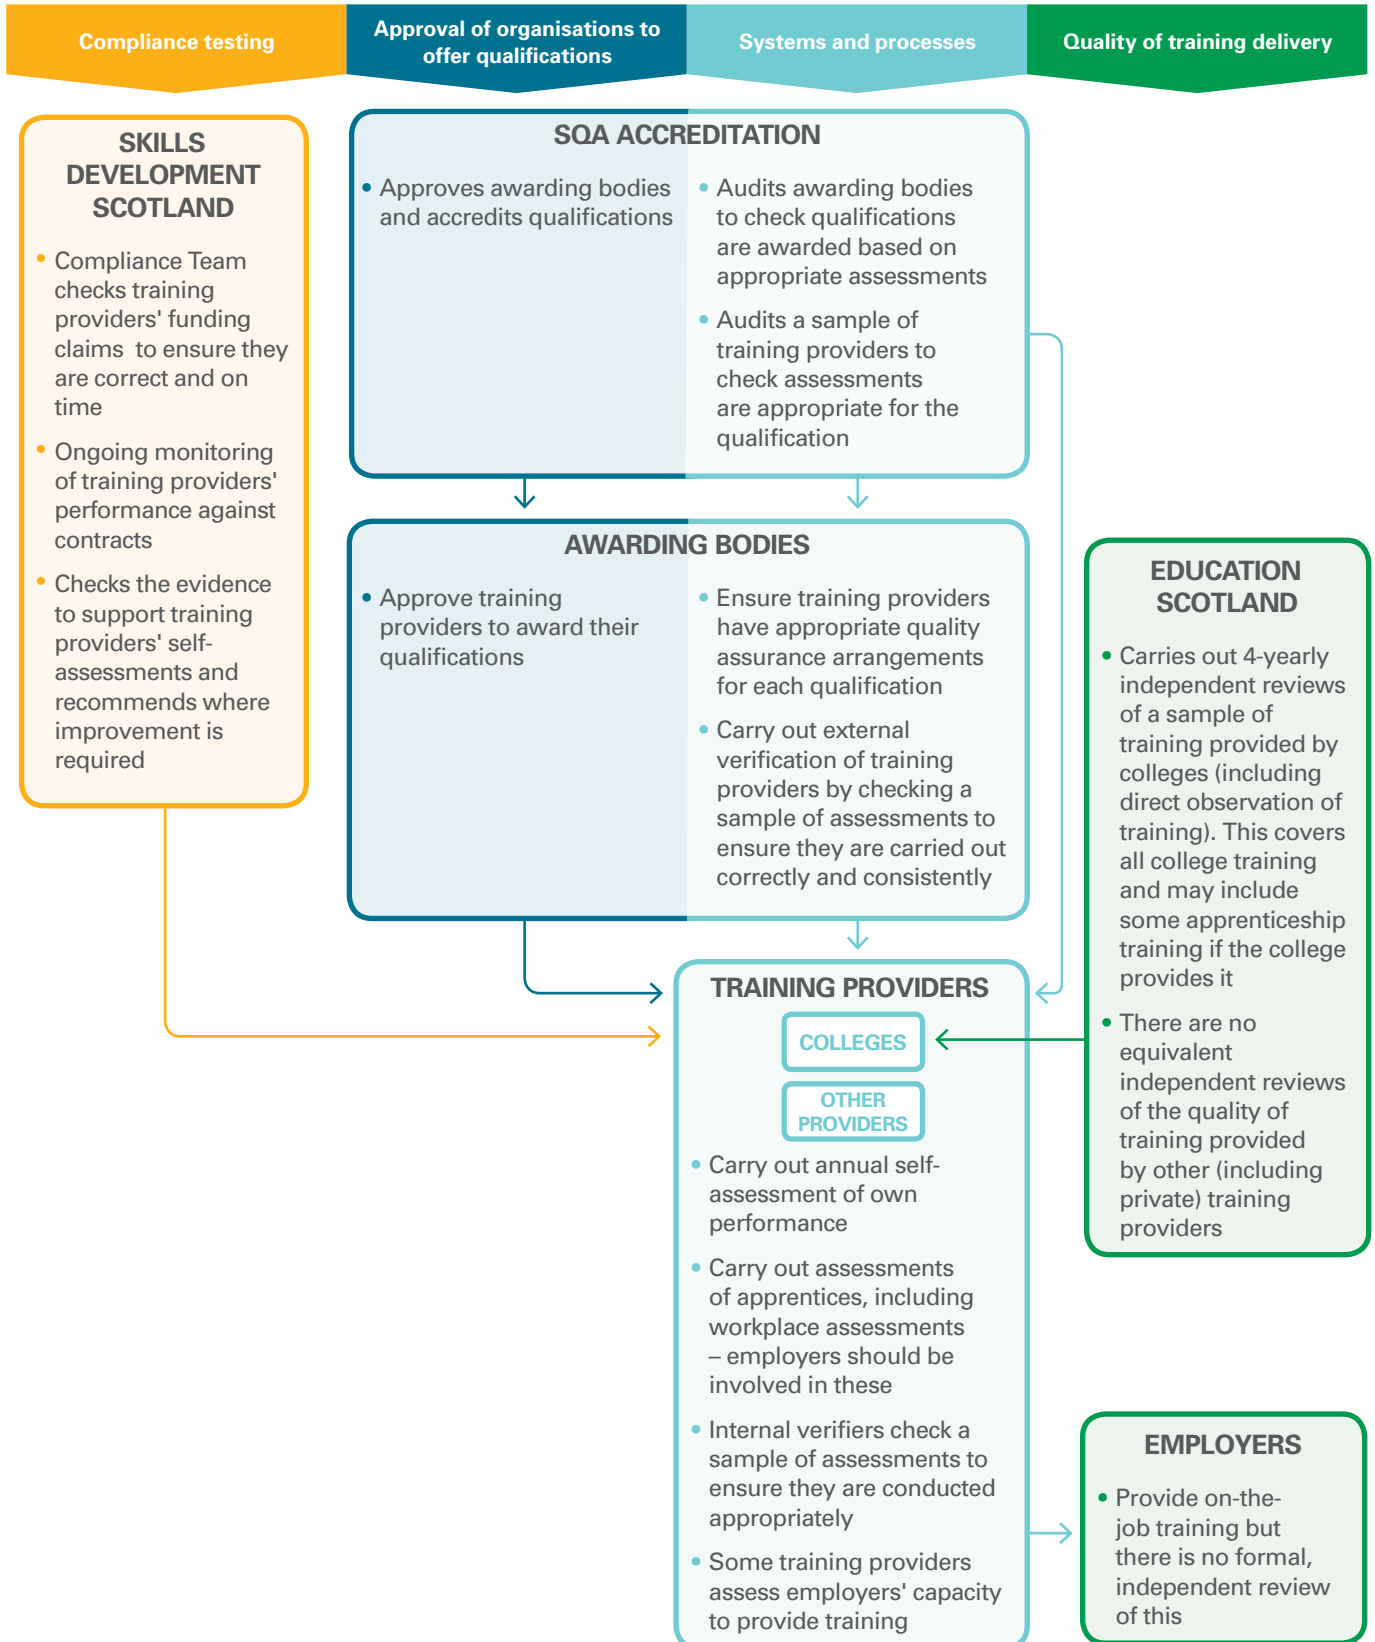 Compliance testing
Approval of organisations to
offer qualifications
Systems and processes
Quality of training delivery
SKILLS
DEVELOPMENT
SCOTLAND
• Compliance Team
checks training
providers' funding
claims to ensure they
are correct and on
time
• Ongoing monitoring
of training providers'
performance against
contracts
• Checks the evidence
to support training
providers' self-
assessments and
recommends where
improvement is
required
SQA ACCREDITATION
• Approves awarding bodies
and accredits qualifications
• Audits awarding bodies
to check qualifications
are awarded based on
appropriate assessments
• Audits a sample of
training providers to
check assessments
are appropriate for the
qualification
AWARDING BODIES
• Approve training
providers to award their
qualifications
• Ensure training providers
have appropriate quality
assurance arrangements
for each qualification
• Carry out external
verification of training
providers by checking a
sample of assessments to
ensure they are carried out
correctly and consistently
TRAINING PROVIDERS
COLLEGES
OTHER
PROVIDERS
• Carry out annual self-
assessment of own
performance
• Carry out assessments
of apprentices, including
workplace assessments
– employers should be
involved in these
• Internal verifiers check a
sample of assessments to
ensure they are conducted
appropriately
• Some training providers
assess employers' capacity
to provide training
EDUCATION
SCOTLAND
• Carries out 4-yearly
independent reviews
of a sample of
training provided by
colleges (including
direct observation of
training). This covers
all college training
and may include
some apprenticeship
training if the college
provides it
• There are no
equivalent
independent reviews
of the quality of
training provided
by other (including
private) training
providers
EMPLOYERS
• Provide on-the-
job training but
there is no formal,
independent review
of this